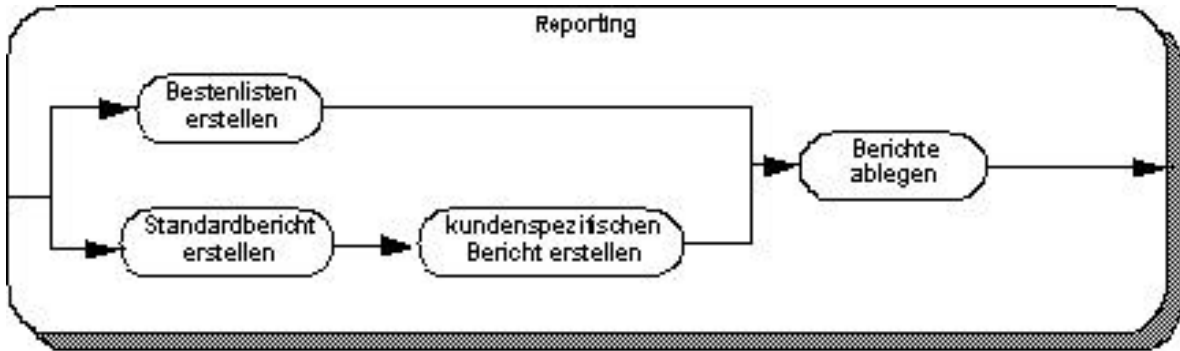 Reporting
Bestenlisten
erstellen
Berichte
ablegen
Standardbericht
erstellen
kundenspezifischen
Bericht erstellen